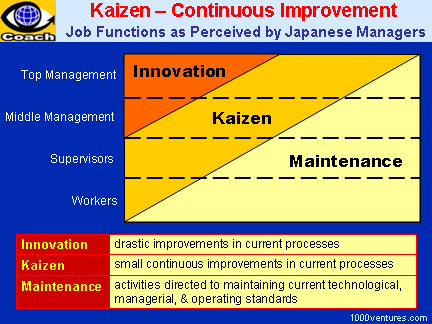 Coach
Kaizen – Continuous Improvement
Job Functions as Perceived by Japanese Managers
Top Management
Innovation
Middle Management
Kaizen
Supervisors
Maintenance
Workers
Innovation drastic improvements in current processes
Kaizen small continuous improvements in current processes
Maintenance activities directed to maintaining current technological,
managerial, & operating standards
1000ventures.com